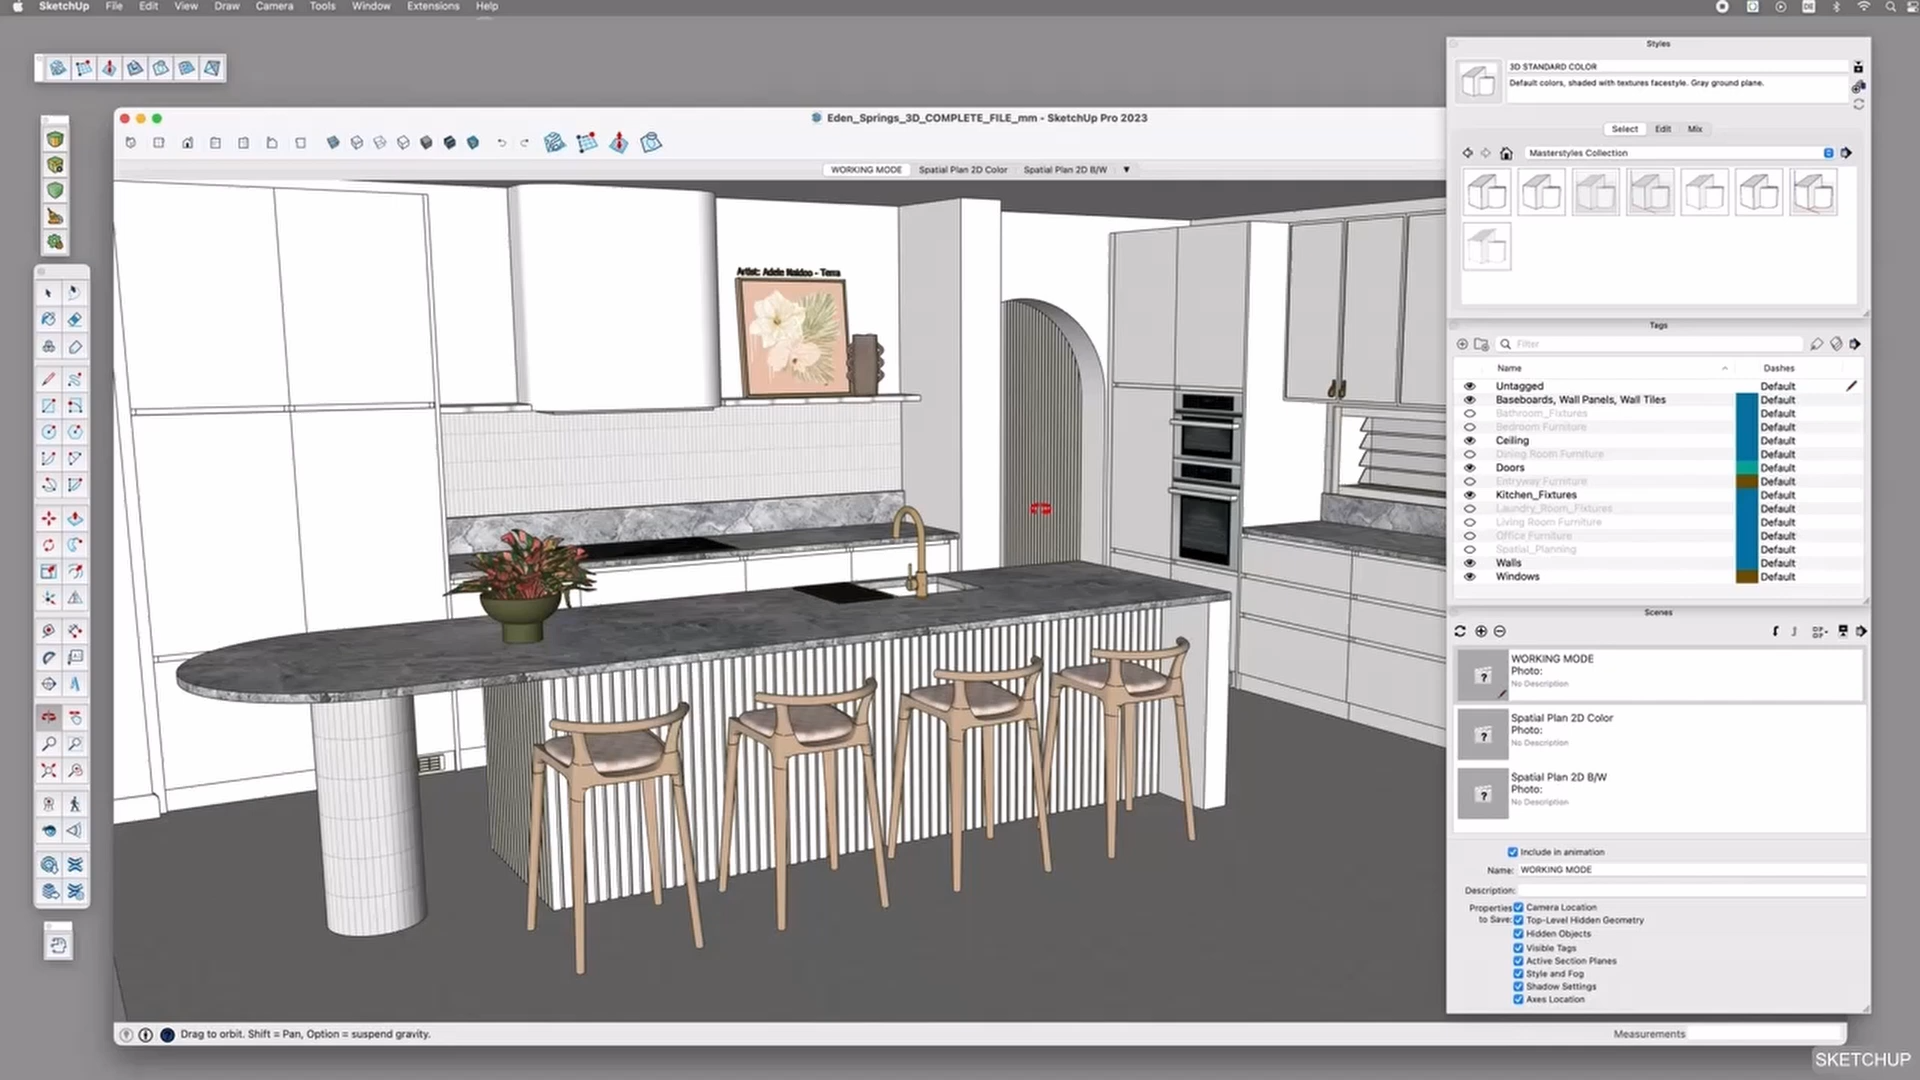 SketchUp File Edit View Draw Camera Tools Window Extensions Help
Eden_Springs_3D_COMPLETE_FILE_mm - SketchUp Pro 2023
WORKING MODE Spatial Plan 2D Color Spatial Plan 2D B/W
Artist: Adele Naidoo - Terra
Drag to orbit. Shift = Pan, Option = suspend gravity.
Measurements
Styles
3D STANDARD COLOR
Default colors, shaded with textures facestyle. Gray ground plane.
Select Edit Mix
Masterstyles Collection
Tags
Filter
Name Dashes
Untagged Default
Baseboards, Wall Panels, Wall Tiles Default
Bathroom_Fixtures Default
Bedroom Furniture Default
Ceiling Default
Dining Room Furniture Default
Doors Default
Entryway Furniture Default
Kitchen_Fixtures Default
Laundry_Room_Fixtures Default
Living Room Furniture Default
Office Furniture Default
Spatial_Planning Default
Walls Default
Windows Default
Scenes
WORKING MODE
Photo:
No Description
Spatial Plan 2D Color
Photo:
No Description
Spatial Plan 2D B/W
Photo:
No Description
Include in animation
Name: WORKING MODE
Description:
Properties to Save:
Camera Location
Top-Level Hidden Geometry
Hidden Objects
Visible Tags
Active Section Planes
Style and Fog
Shadow Settings
Axes Location
SKETCHUP